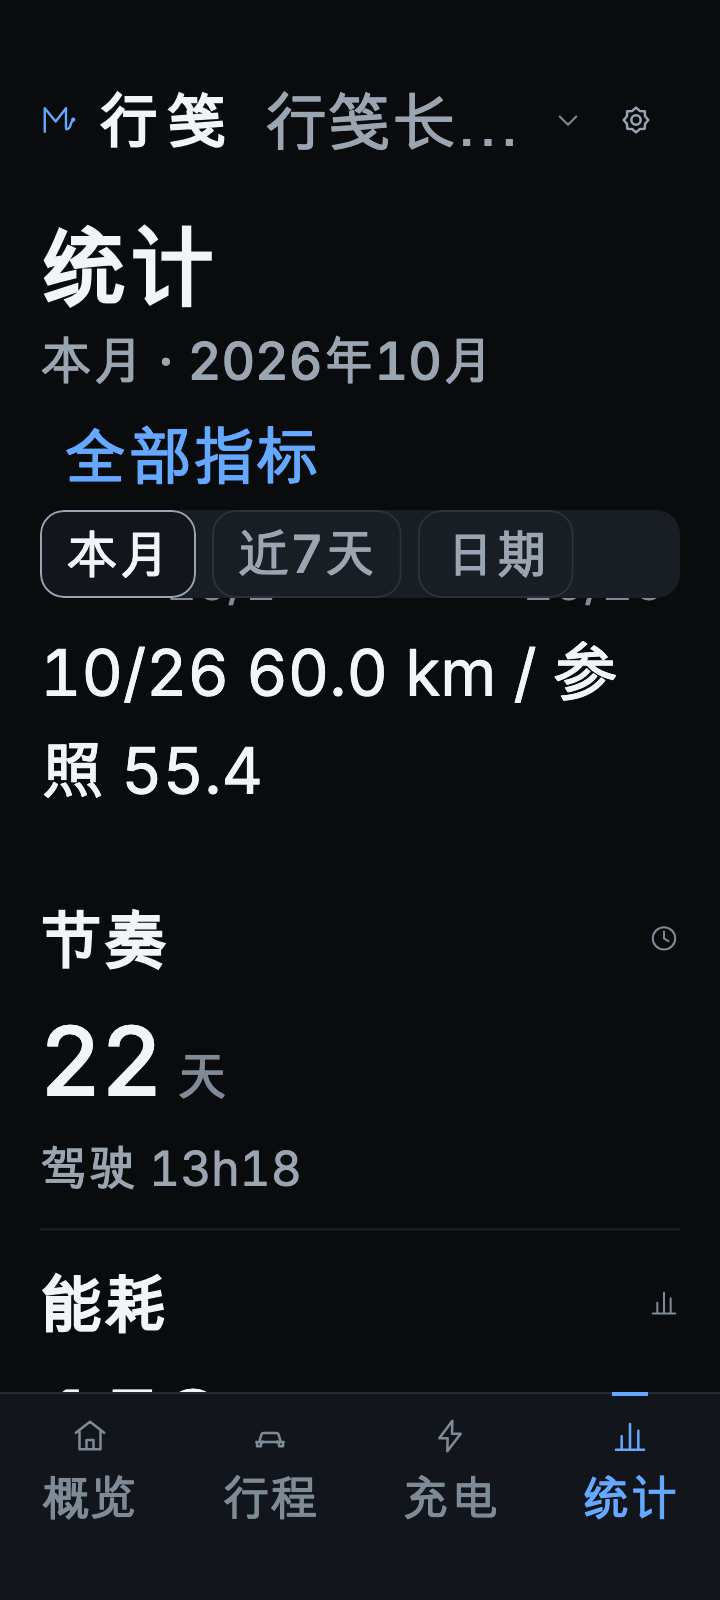 行笺 行笺长...
统计
本月 · 2026年10月
全部指标
本月 近7天 日期
10/26 60.0 km / 参
照 55.4
节奏
22 天
驾驶 13h18
能耗
概览 行程 充电 统计